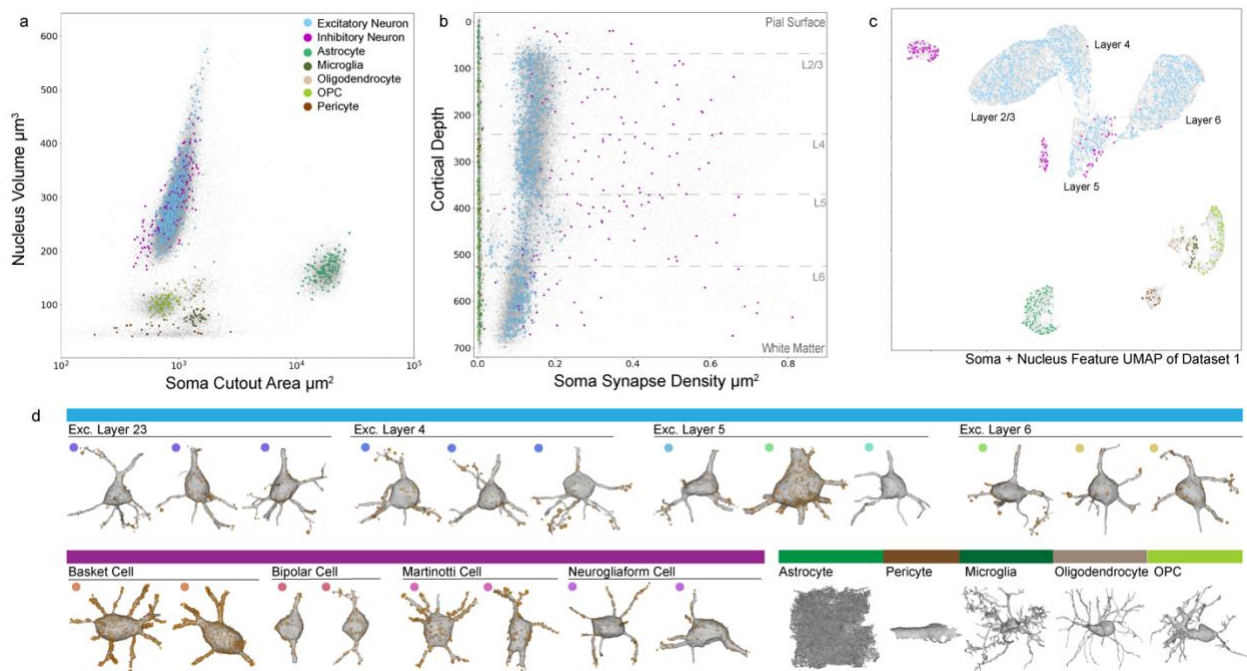 a
Excitatory Neuron
Inhibitory Neuron
Astrocyte
Microglia
Oligodendrocyte
OPC
Pericyte
Nucleus Volume µm³
600
500
400
300
200
100
10² 10³ 10⁴ 10⁵
Soma Cutout Area µm²
b
Pial Surface
L2/3
L4
L5
L6
White Matter
Cortical Depth
0
100
200
300
400
500
600
700
0 0.2 0.4 0.6 0.8
Soma Synapse Density µm²
c
Layer 4
Layer 2/3
Layer 6
Layer 5
Soma + Nucleus Feature UMAP of Dataset 1
d
Exc. Layer 23 Exc. Layer 4 Exc. Layer 5 Exc. Layer 6
Basket Cell Bipolar Cell Martinotti Cell Neurogliaform Cell Astrocyte Pericyte Microglia Oligodendrocyte OPC